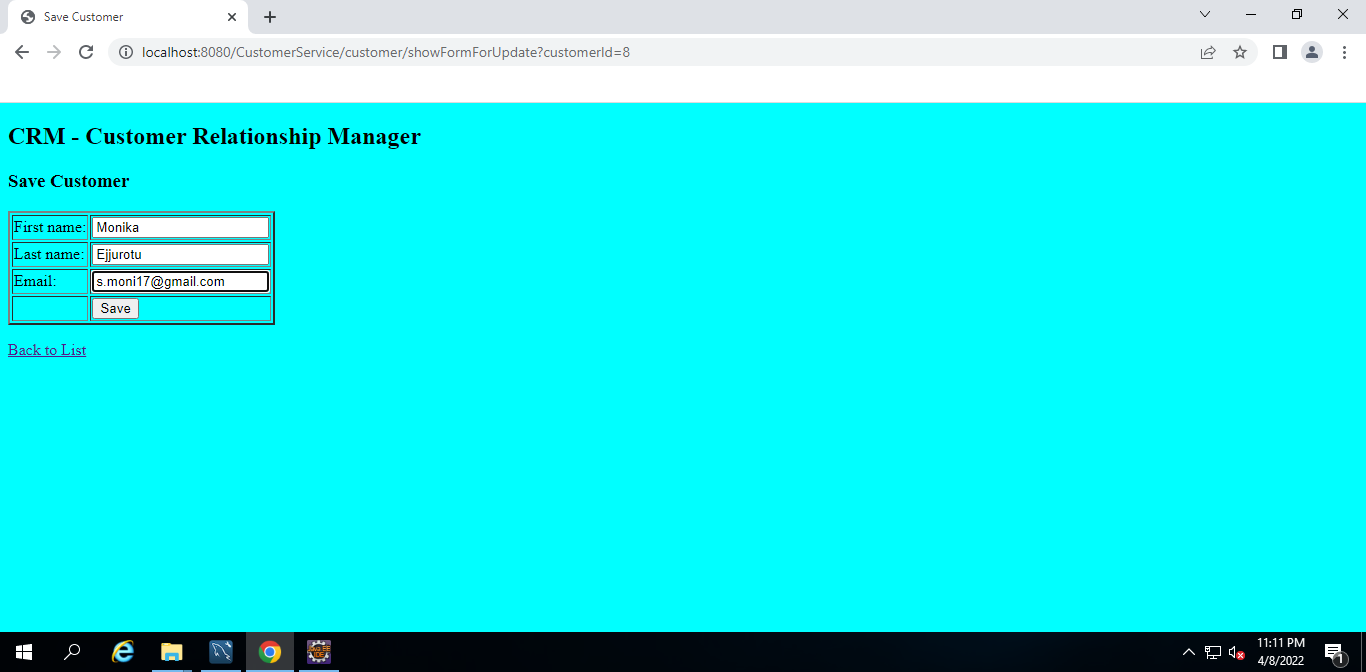 Save Customer
localhost:8080/CustomerService/customer/showFormForUpdate?customerId=8
CRM - Customer Relationship Manager
Save Customer
First name: Monika
Last name: Ejjurotu
Email: s.moni17@gmail.com
Save
Back to List
11:11 PM
4/8/2022
1